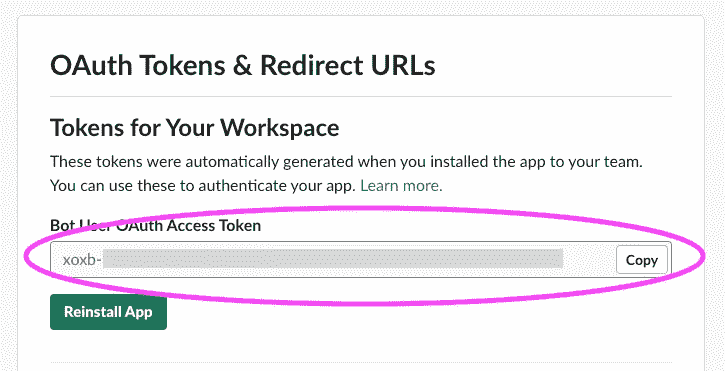 OAuth Tokens & Redirect URLs
Tokens for Your Workspace
These tokens were automatically generated when you installed the app to your team.
You can use these to authenticate your app. Learn more.
Bot User OAuth Access Token
xoxb-
Copy
Reinstall App